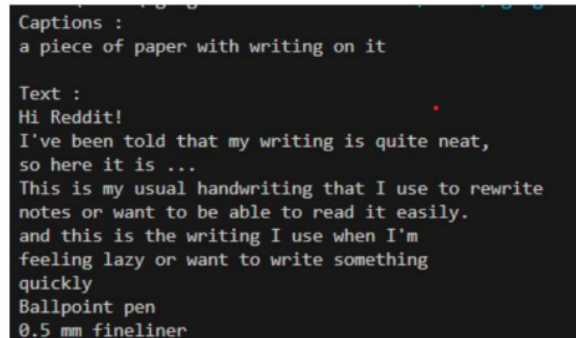 Captions :
a piece of paper with writing on it
Text :
Hi Reddit!
I've been told that my writing is quite neat,
so here it is ...
This is my usual handwriting that I use to rewrite
notes or want to be able to read it easily.
and this is the writing I use when I'm
feeling lazy or want to write something
quickly
Ballpoint pen
0.5 mm fineliner